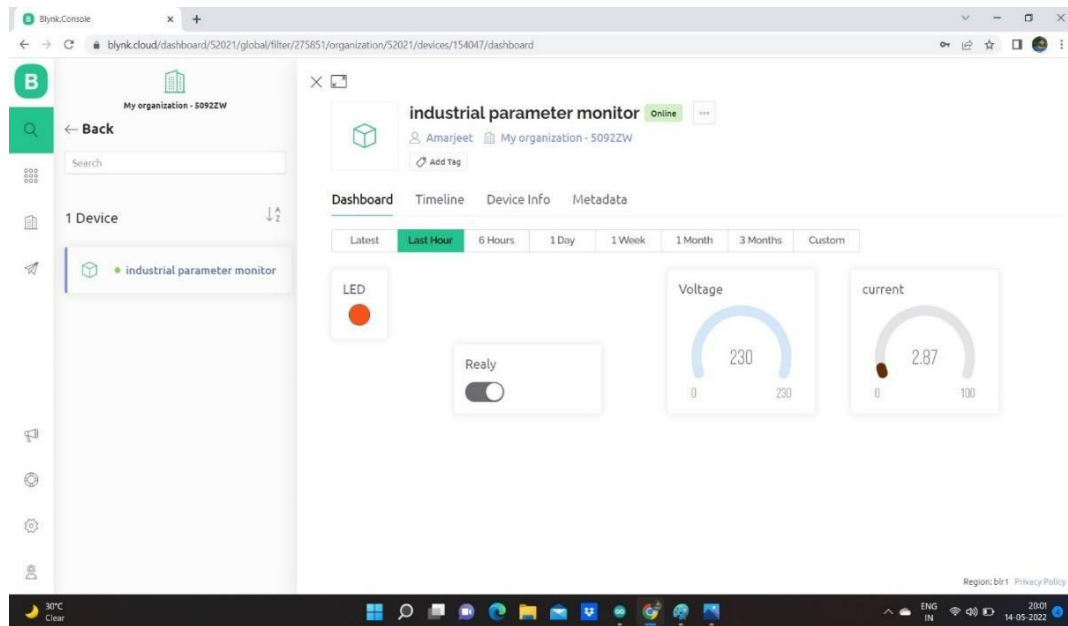 Blynk.Console
blynk.cloud/dashboard/52021/global/filter/275851/organization/52021/devices/154047/dashboard
B
My organization - 5092ZW
← Back
Search
1 Device
industrial parameter monitor
industrial parameter monitor Online
Amarjeet My organization - 5092ZW
Add Tag
Dashboard Timeline Device Info Metadata
Latest Last Hour 6 Hours 1 Day 1 Week 1 Month 3 Months Custom
LED
Realy
Voltage
230
0 230
current
2.87
0 100
Region: blr1 Privacy Policy
30°C
Clear
ENG
IN
20:01
14-05-2022
4